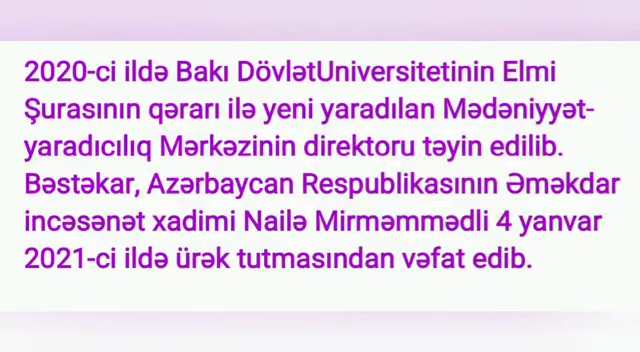 2020-ci ildə Bakı DövlətUniversitetinin Elmi
Şurasının qərarı ilə yeni yaradılan Mədəniyyət-
yaradıcılıq Mərkəzinin direktoru təyin edilib.
Bəstəkar, Azərbaycan Respublikasının Əməkdar
incəsənət xadimi Nailə Mirməmmədli 4 yanvar
2021-ci ildə ürək tutmasından vəfat edib.